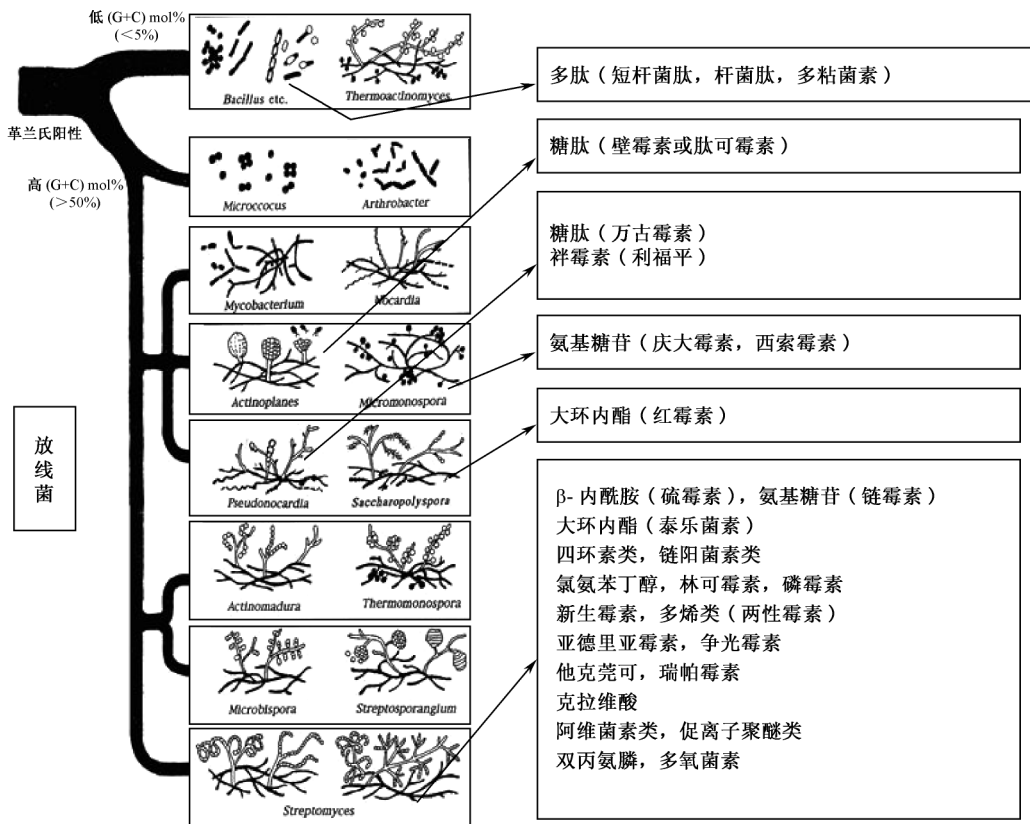 低 (G+C) mol%
(<5%)
革兰氏阳性
高 (G+C) mol%
(>50%)
放
线
菌
Bacillus etc.
Thermoactinomyces
Microccocus
Arthrobacter
Mycobacterium
Nocardia
Actinoplanes
Micromonospora
Pseudonocardia
Saccharopolyspora
Actinomadura
Thermomonospora
Microbispora
Streptosporangium
Streptomyces
多肽（短杆菌肽，杆菌肽，多粘菌素）
糖肽（壁霉素或肽可霉素）
糖肽（万古霉素）
袢霉素（利福平）
氨基糖苷（庆大霉素，西索霉素）
大环内酯（红霉素）
β- 内酰胺（硫霉素），氨基糖苷（链霉素）
大环内酯（泰乐菌素）
四环素类，链阳菌素类
氯氨苯丁醇，林可霉素，磷霉素
新生霉素，多烯类（两性霉素）
亚德里亚霉素，争光霉素
他克莞可，瑞帕霉素
克拉维酸
阿维菌素类，促离子聚醚类
双丙氨膦，多氧菌素